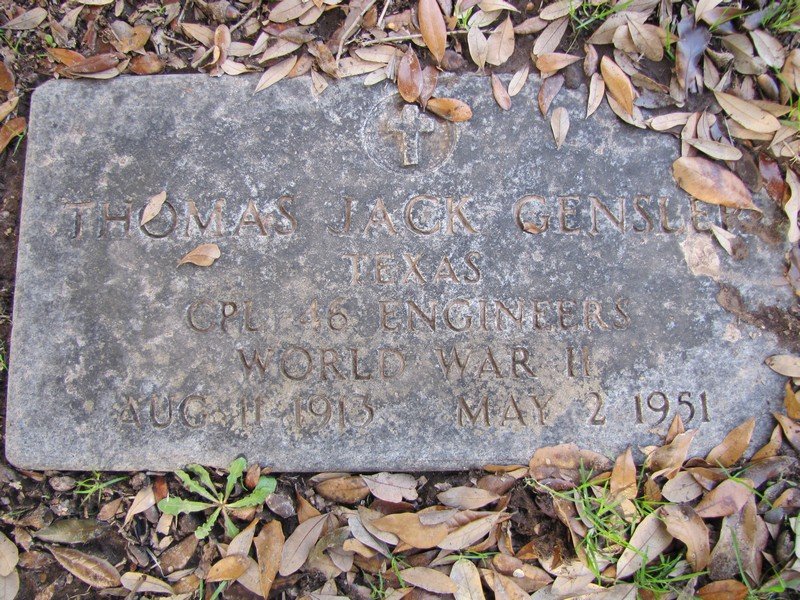 THOMAS JACK GENSLER
TEXAS
CPL 46 ENGINEERS
WORLD WAR II
AUG 11 1913 MAY 2 1951